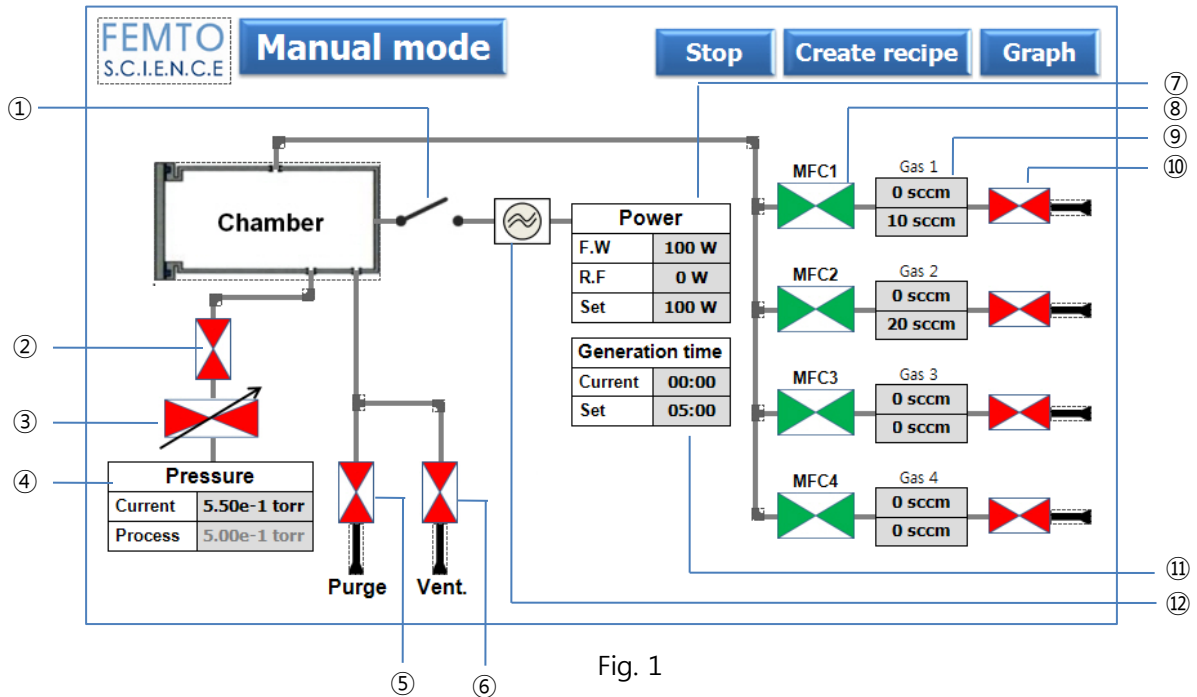 FEMTO
S.C.I.E.N.C.E
Manual mode
Stop
Create recipe
Graph
①
⑦
⑧
⑨
⑩
Chamber
Power
F.W 100 W
R.F 0 W
Set 100 W
MFC1
Gas 1
0 sccm
10 sccm
MFC2
Gas 2
0 sccm
20 sccm
②
Generation time
Current 00:00
Set 05:00
MFC3
Gas 3
0 sccm
0 sccm
③
④
Pressure
Current 5.50e-1 torr
Process 5.00e-1 torr
⑤
⑥
MFC4
Gas 4
0 sccm
0 sccm
Purge
Vent.
⑪
⑫
Fig. 1